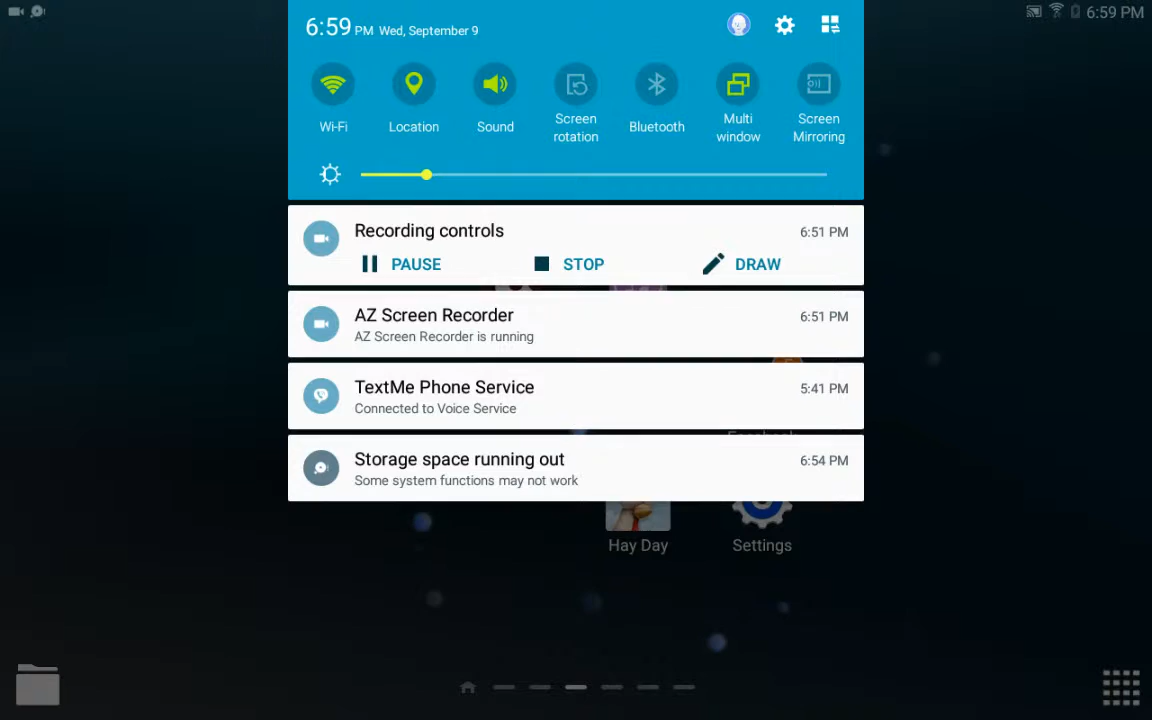 6:59 PM
6:59 PM Wed, September 9
Wi-Fi
Location
Sound
Screen rotation
Bluetooth
Multi window
Screen Mirroring
Recording controls
6:51 PM
PAUSE
STOP
DRAW
AZ Screen Recorder
6:51 PM
AZ Screen Recorder is running
TextMe Phone Service
5:41 PM
Connected to Voice Service
Storage space running out
6:54 PM
Some system functions may not work
Hay Day
Settings